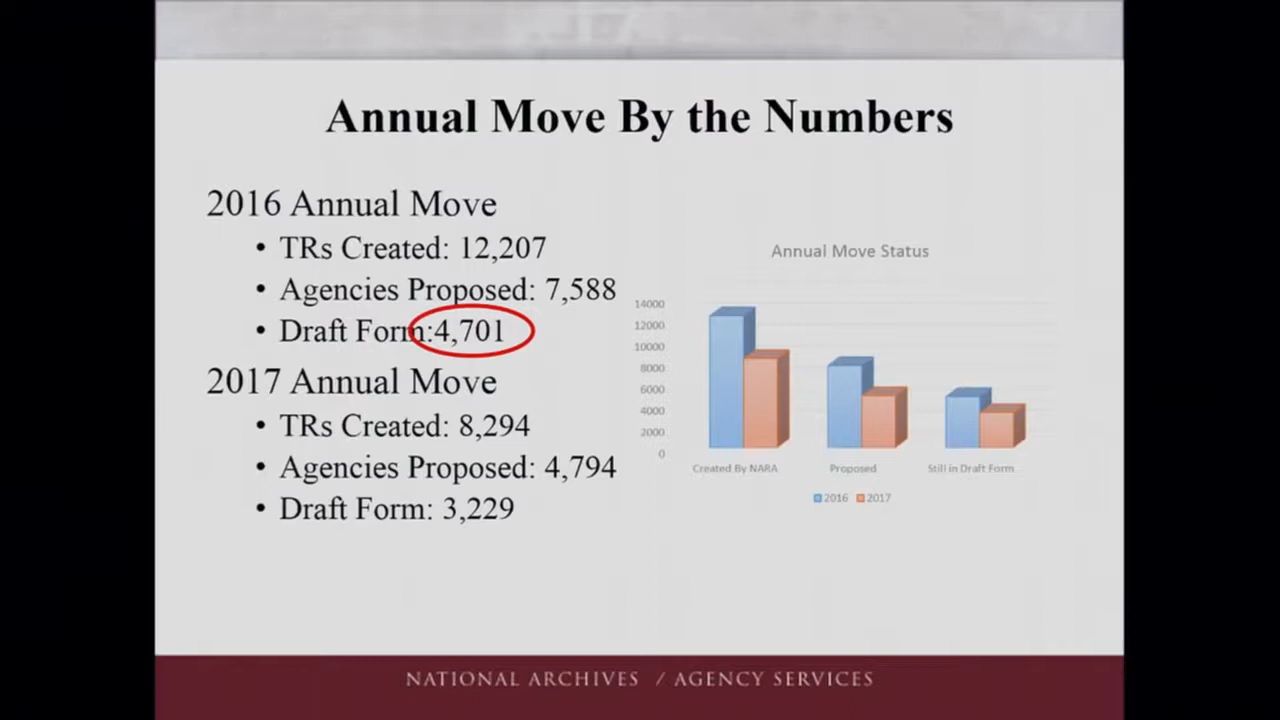 Annual Move By the Numbers
2016 Annual Move
• TRs Created: 12,207
• Agencies Proposed: 7,588
• Draft Form:4,701
2017 Annual Move
• TRs Created: 8,294
• Agencies Proposed: 4,794
• Draft Form: 3,229
Annual Move Status
14000
12000
10000
8000
6000
4000
2000
0
Created By NARA Proposed Still in Draft Form
2016 2017
NATIONAL ARCHIVES / AGENCY SERVICES